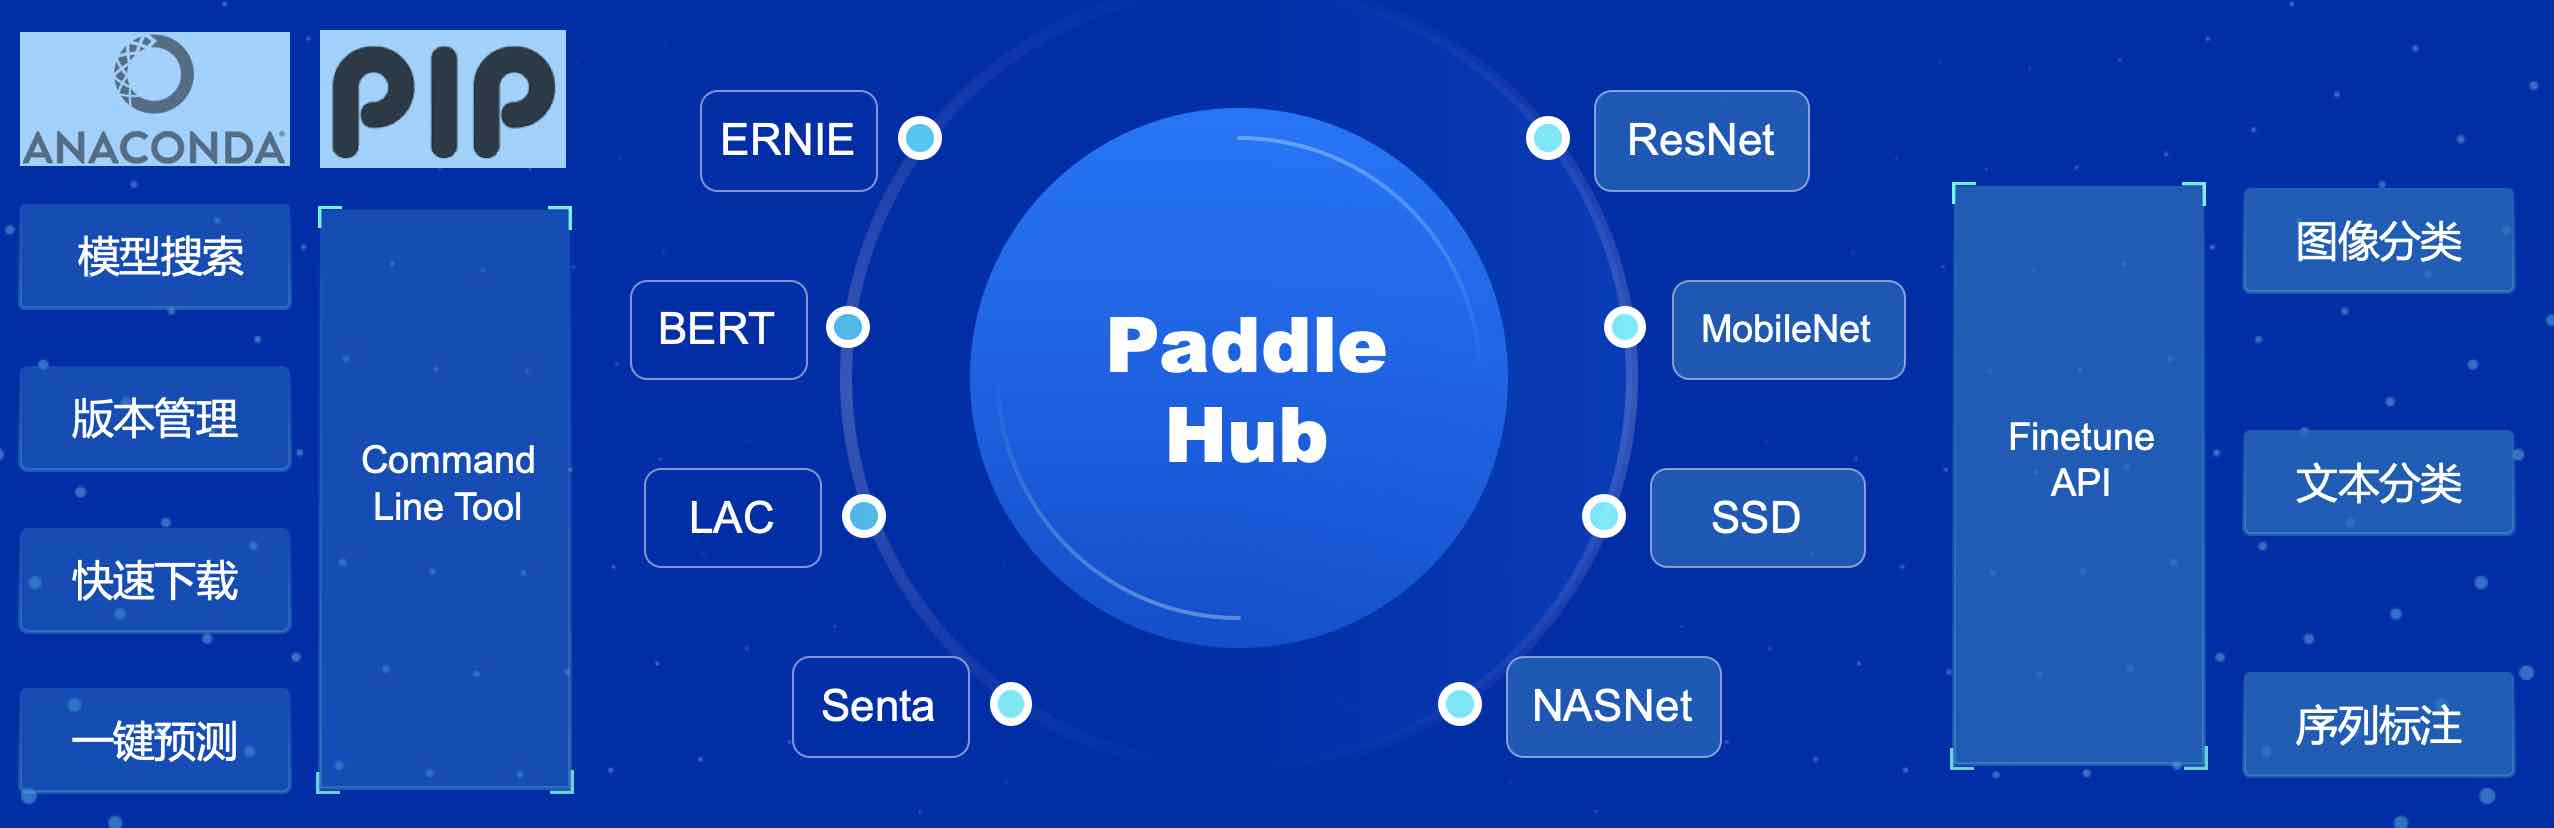 ANACONDA
PIP
模型搜索
版本管理
快速下载
一键预测
Command
Line Tool
ERNIE
BERT
LAC
Senta
Paddle
Hub
ResNet
MobileNet
SSD
NASNet
Finetune
API
图像分类
文本分类
序列标注